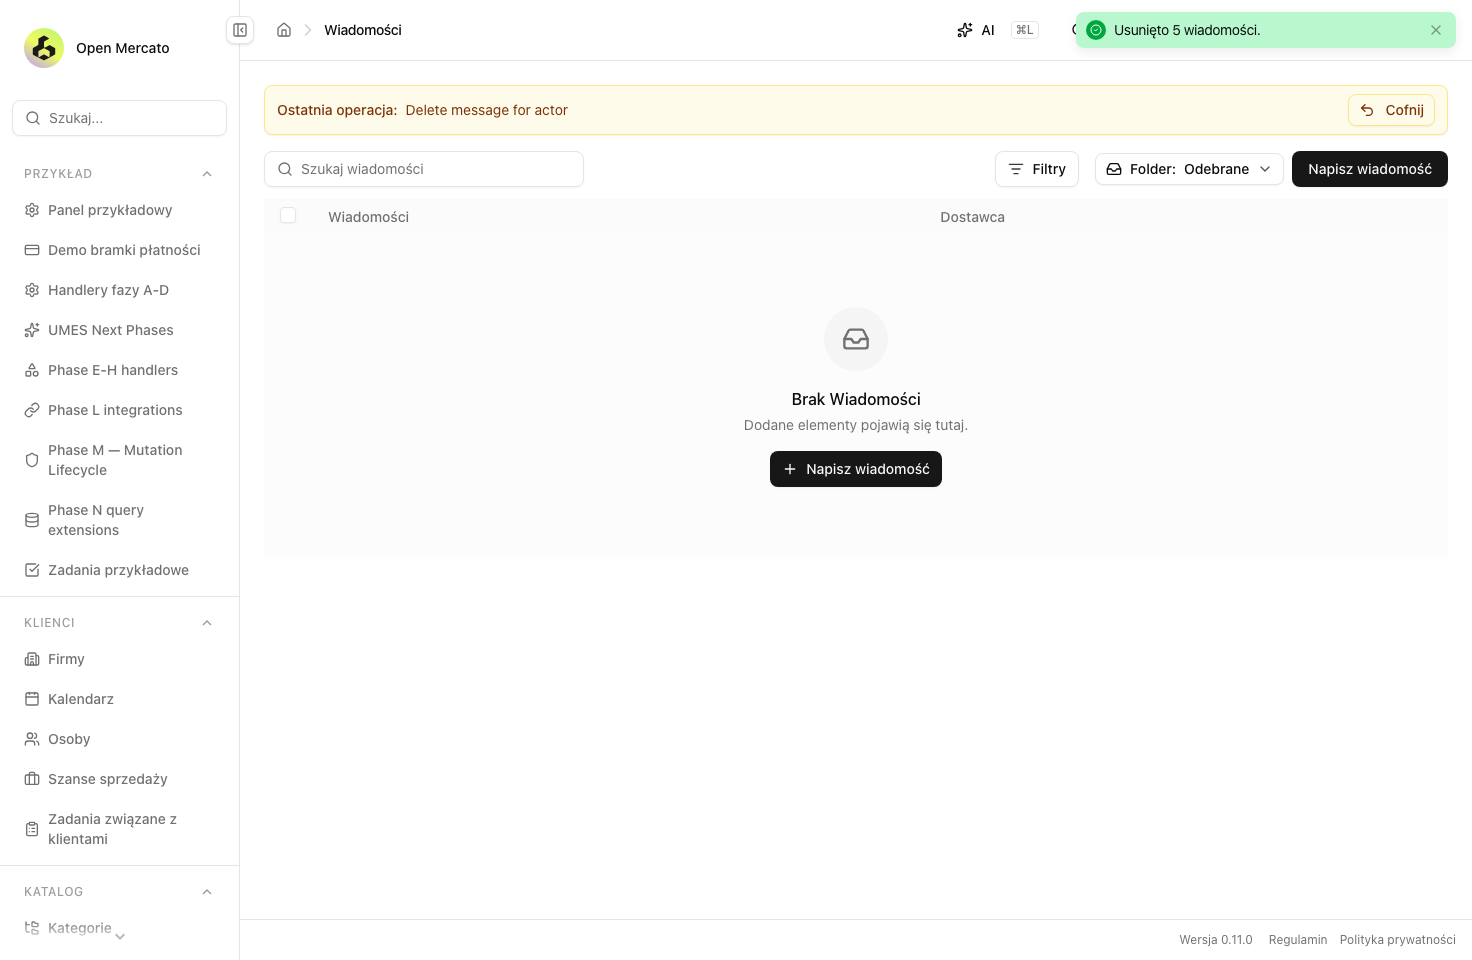 Open Mercato
Szukaj...
PRZYKŁAD
Panel przykładowy
Demo bramki płatności
Handlery fazy A-D
UMES Next Phases
Phase E-H handlers
Phase L integrations
Phase M — Mutation
Lifecycle
Phase N query
extensions
Zadania przykładowe
KLIENCI
Firmy
Kalendarz
Osoby
Szanse sprzedaży
Zadania związane z
klientami
KATALOG
Kategorie
Wiadomości
AI ⌘L
Usunięto 5 wiadomości.
Ostatnia operacja: Delete message for actor
Cofnij
Szukaj wiadomości
Filtry
Folder: Odebrane
Napisz wiadomość
Wiadomości Dostawca
Brak Wiadomości
Dodane elementy pojawią się tutaj.
Napisz wiadomość
Wersja 0.11.0 Regulamin Polityka prywatności